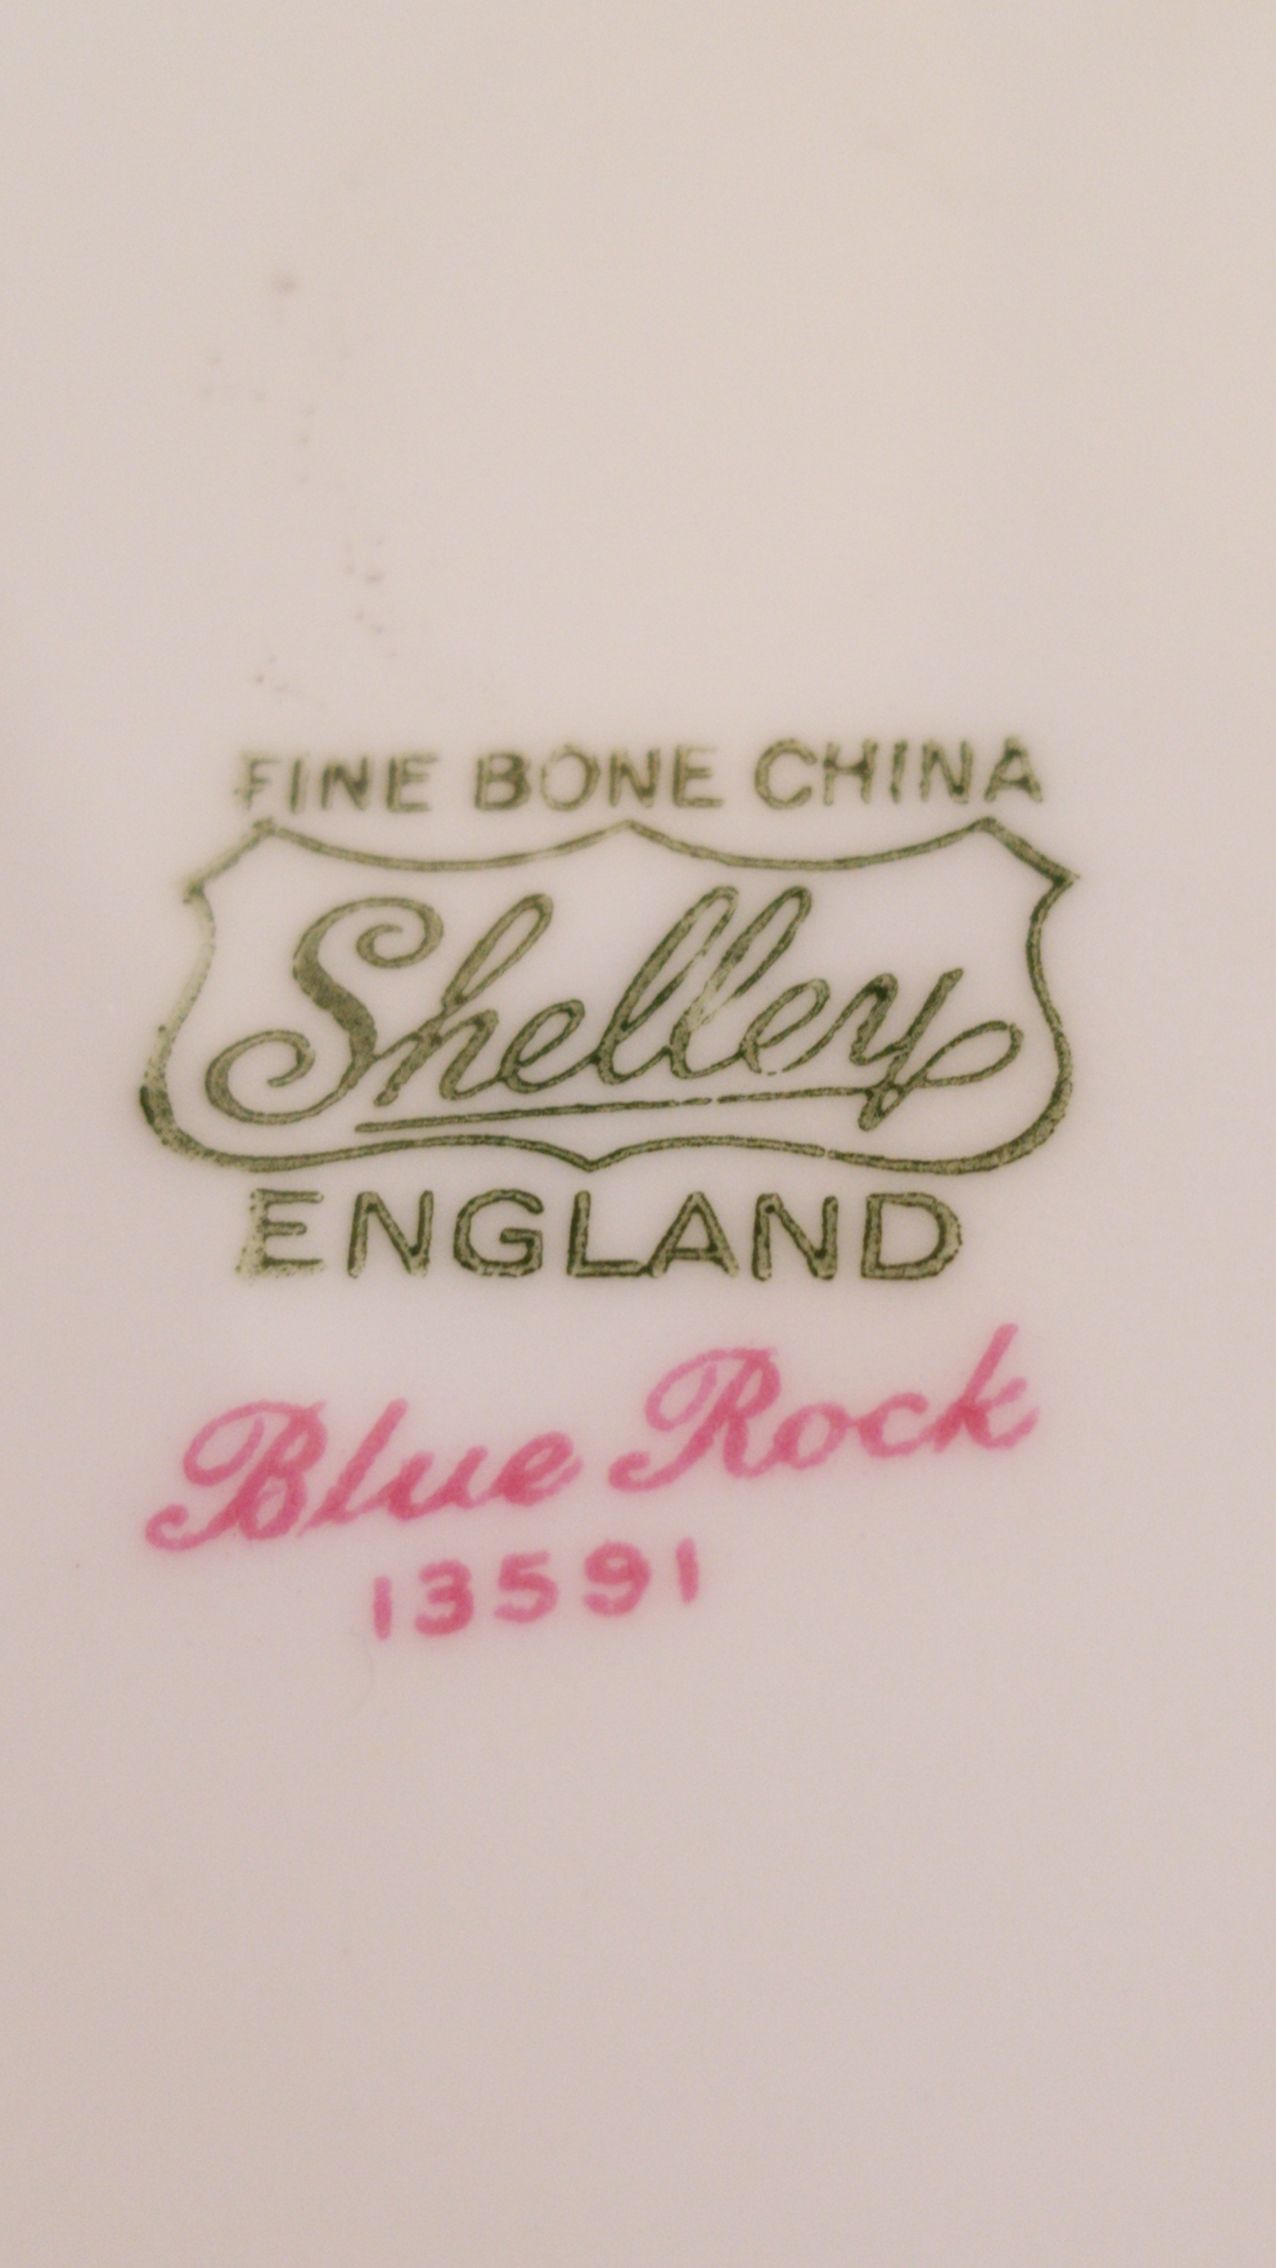 FINE BONE CHINA
Shelley
ENGLAND
Blue Rock
13591